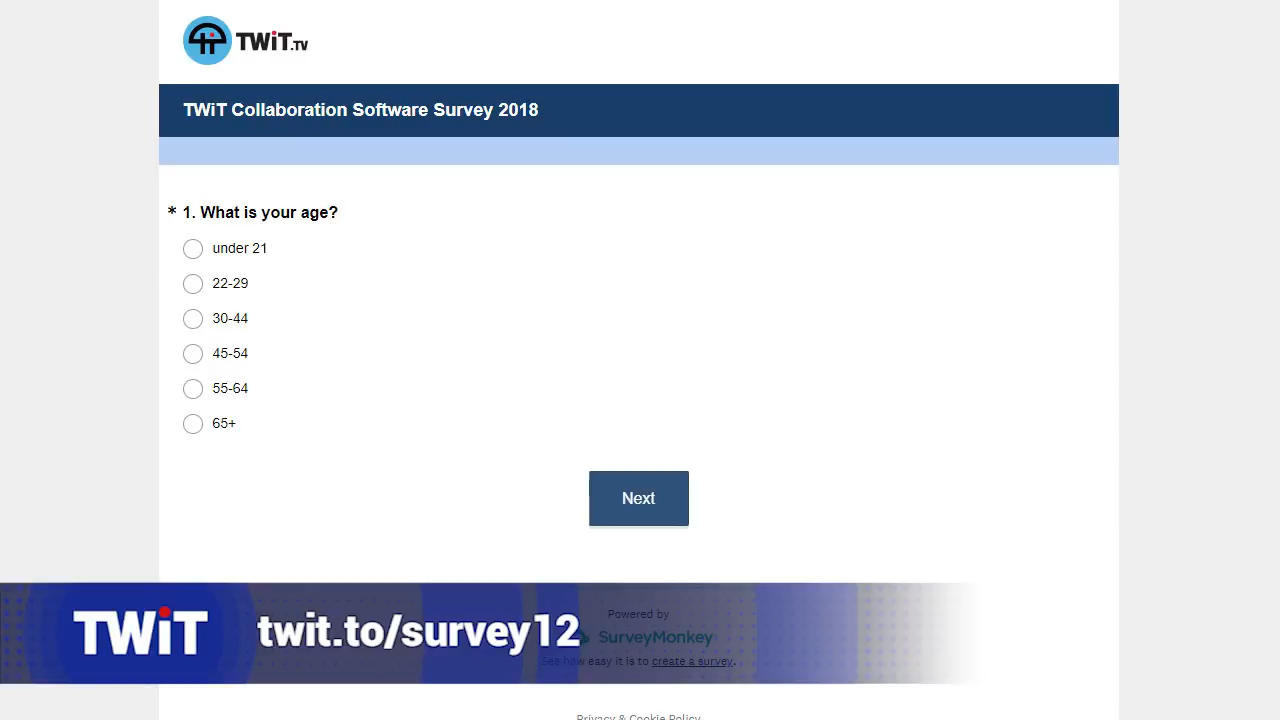 TWiT.TV
TWiT Collaboration Software Survey 2018
* 1. What is your age?
under 21
22-29
30-44
45-54
55-64
65+
Next
Powered by
SurveyMonkey
See how easy it is to create a survey.
TWiT
twit.to/survey12
Privacy & Cookie Policy